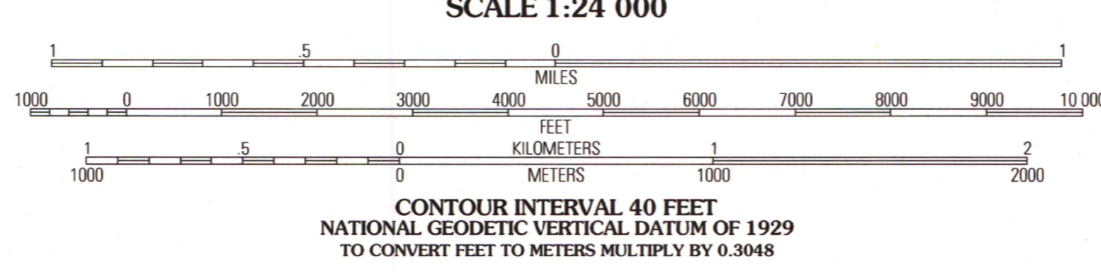 SCALE 1:24 000
1 .5 0 1
MILES
1000 0 1000 2000 3000 4000 5000 6000 7000 8000 9000 10 000
FEET
1 .5 0 KILOMETERS 1 2
1000 0 METERS 1000 2000
CONTOUR INTERVAL 40 FEET
NATIONAL GEODETIC VERTICAL DATUM OF 1929
TO CONVERT FEET TO METERS MULTIPLY BY 0.3048